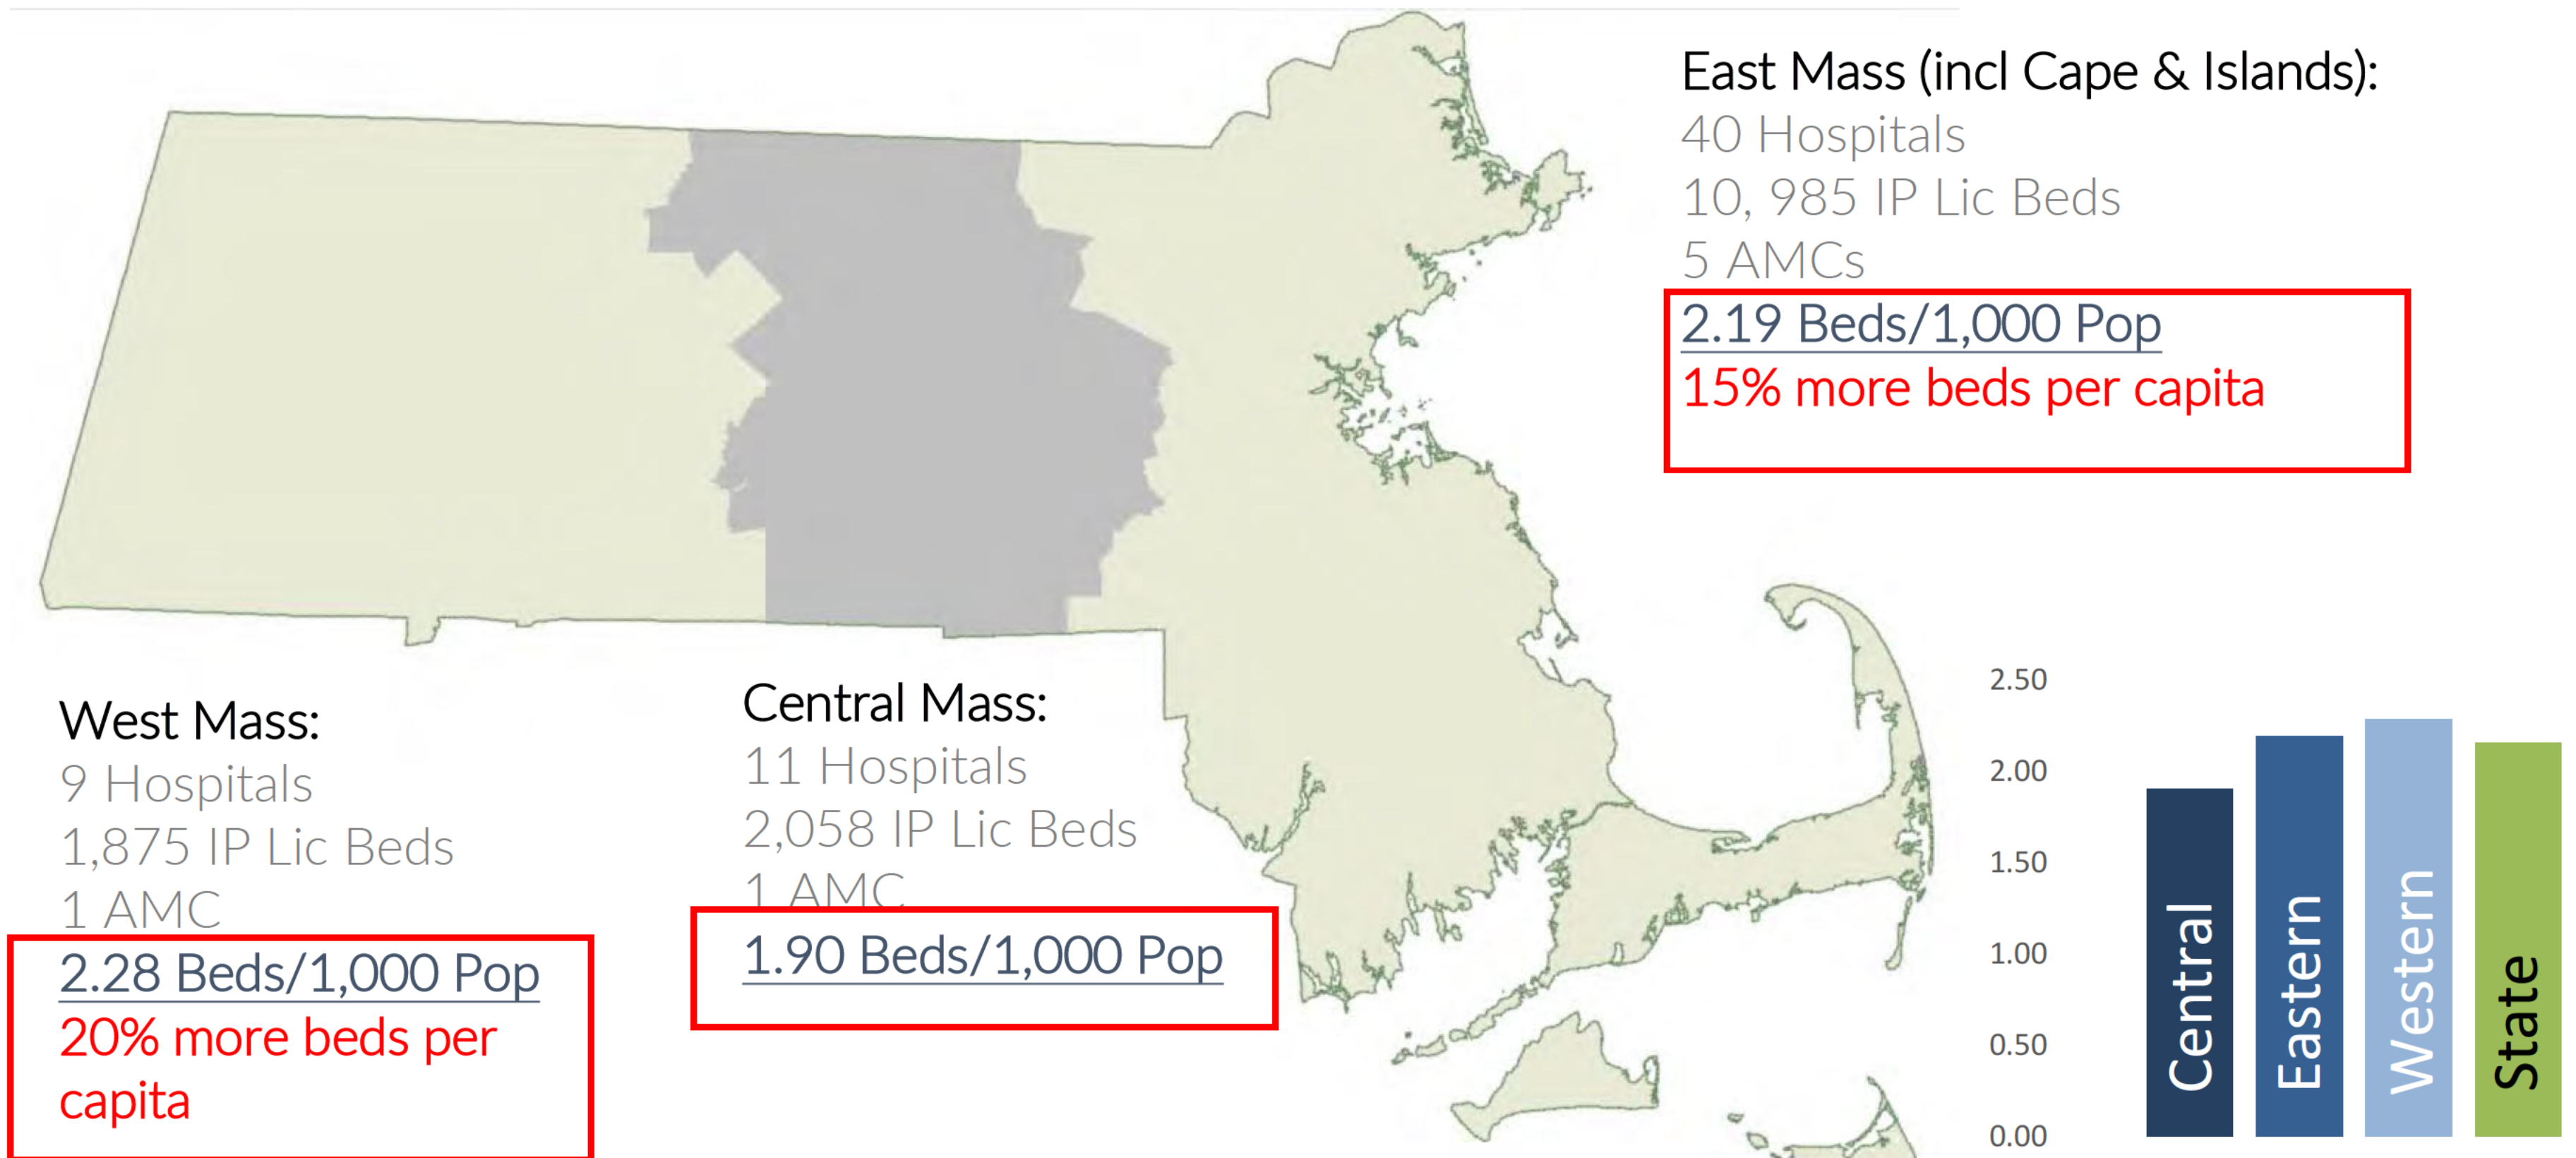 East Mass (incl Cape & Islands):
40 Hospitals
10, 985 IP Lic Beds
5 AMCs
2.19 Beds/1,000 Pop
15% more beds per capita
West Mass:
9 Hospitals
1,875 IP Lic Beds
1 AMC
2.28 Beds/1,000 Pop
20% more beds per
capita
Central Mass:
11 Hospitals
2,058 IP Lic Beds
1 AMC
1.90 Beds/1,000 Pop
2.50
2.00
1.50
1.00
0.50
0.00
Central
Eastern
Western
State